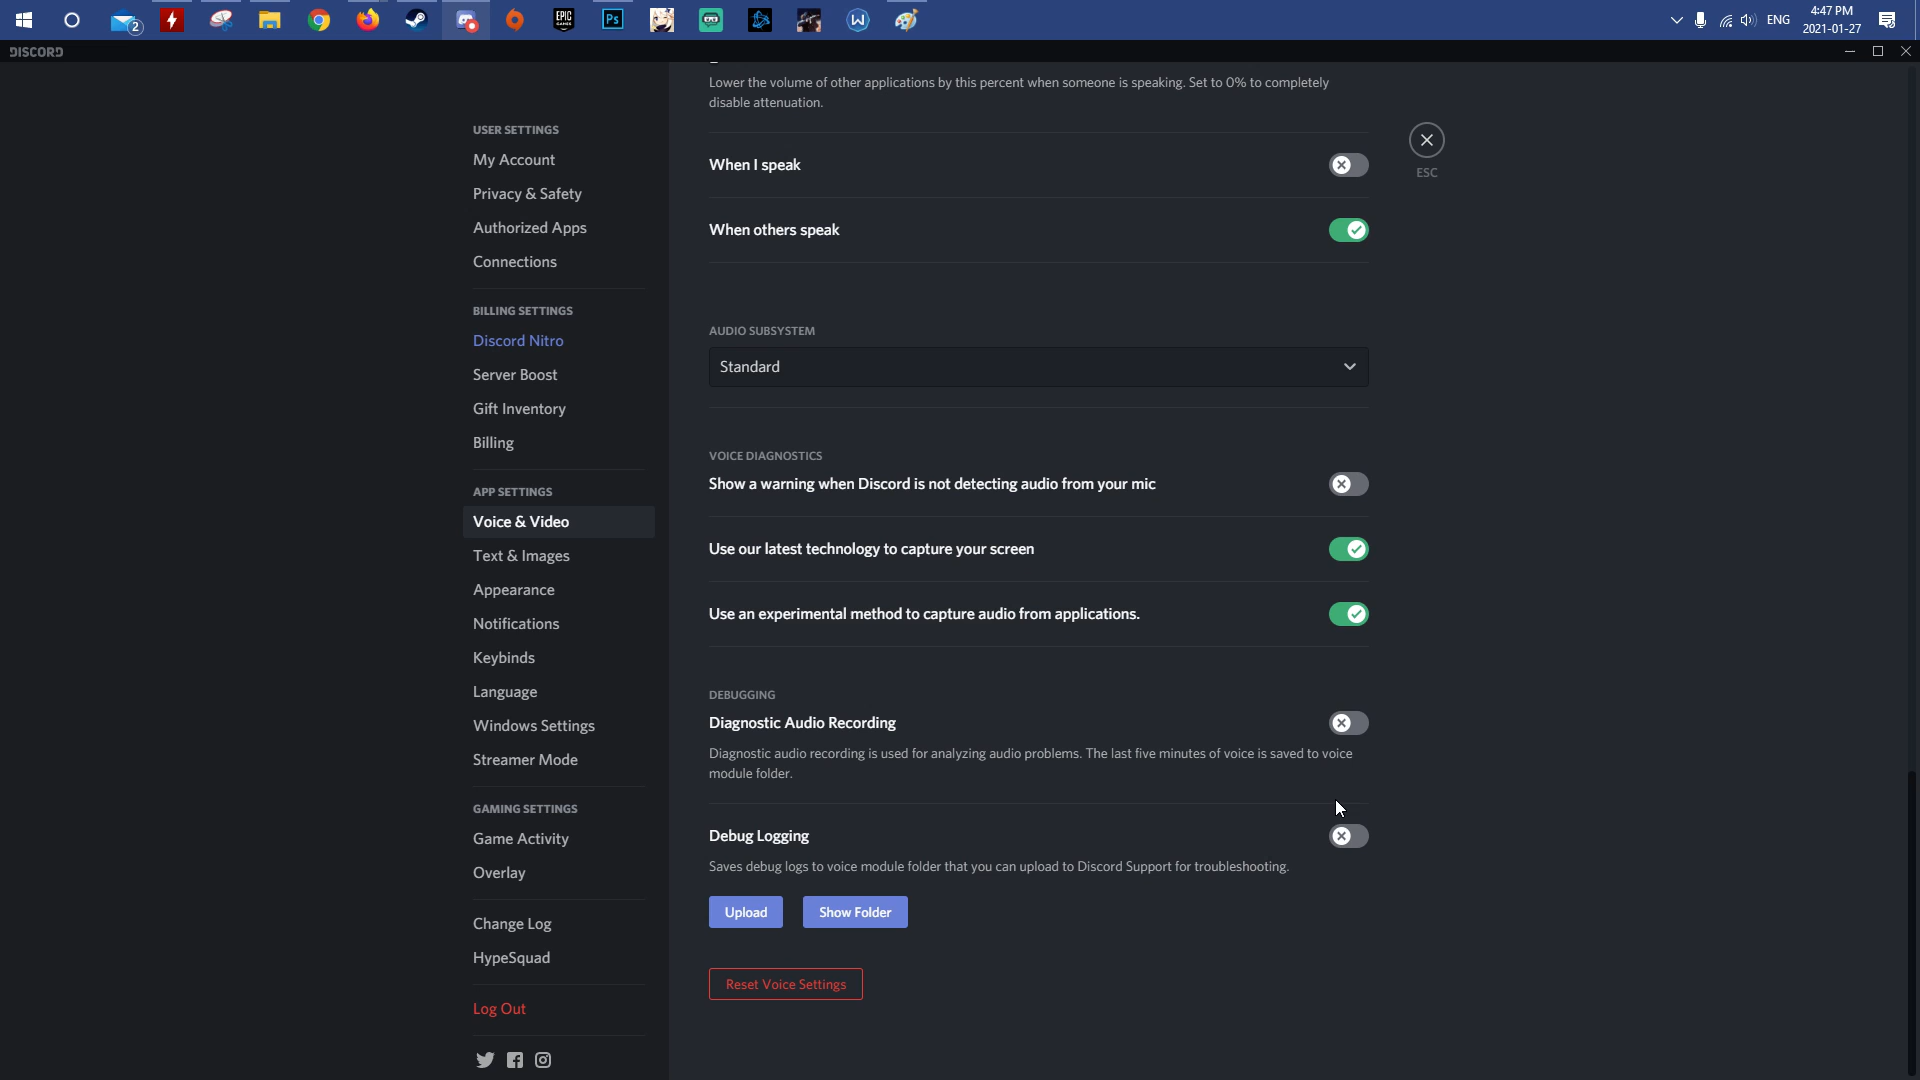 2
EPIC
GAMES
Ps
W
ENG
4:47 PM
2021-01-27
DISCORD
USER SETTINGS
My Account
Privacy & Safety
Authorized Apps
Connections
BILLING SETTINGS
Discord Nitro
Server Boost
Gift Inventory
Billing
APP SETTINGS
Voice & Video
Text & Images
Appearance
Notifications
Keybinds
Language
Windows Settings
Streamer Mode
GAMING SETTINGS
Game Activity
Overlay
Change Log
HypeSquad
Log Out
Lower the volume of other applications by this percent when someone is speaking. Set to 0% to completely
disable attenuation.
When I speak
ESC
When others speak
AUDIO SUBSYSTEM
Standard
VOICE DIAGNOSTICS
Show a warning when Discord is not detecting audio from your mic
Use our latest technology to capture your screen
Use an experimental method to capture audio from applications.
DEBUGGING
Diagnostic Audio Recording
Diagnostic audio recording is used for analyzing audio problems. The last five minutes of voice is saved to voice
module folder.
Debug Logging
Saves debug logs to voice module folder that you can upload to Discord Support for troubleshooting.
Upload
Show Folder
Reset Voice Settings